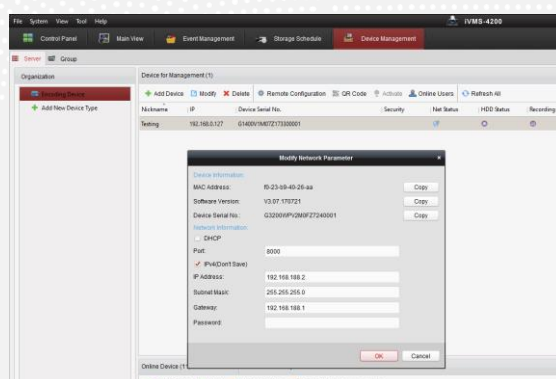 File System View Tool Help
iVMS-4200
Control Panel Main View Event Management Storage Schedule Device Management
Server Group
Organization
Device for Management (1)
Encoding Device
Add New Device Type
Add Device Modify Delete Remote Configuration QR Code Activate Online Users Refresh All
Nickname IP Device Serial No. Security Net Status HDD Status Recording
Testing 192.168.0.127
Modify Network Parameter
Device Information:
MAC Address: Copy
Software Version: V3.07.170721 Copy
Device Serial No.: Copy
Network Information:
DHCP
Port: 8000
IPv4(Don't Save)
IP Address: 192.168.188.2
Subnet Mask: 255.255.255.0
Gateway: 192.168.188.1
Password:
OK Cancel
Online Device